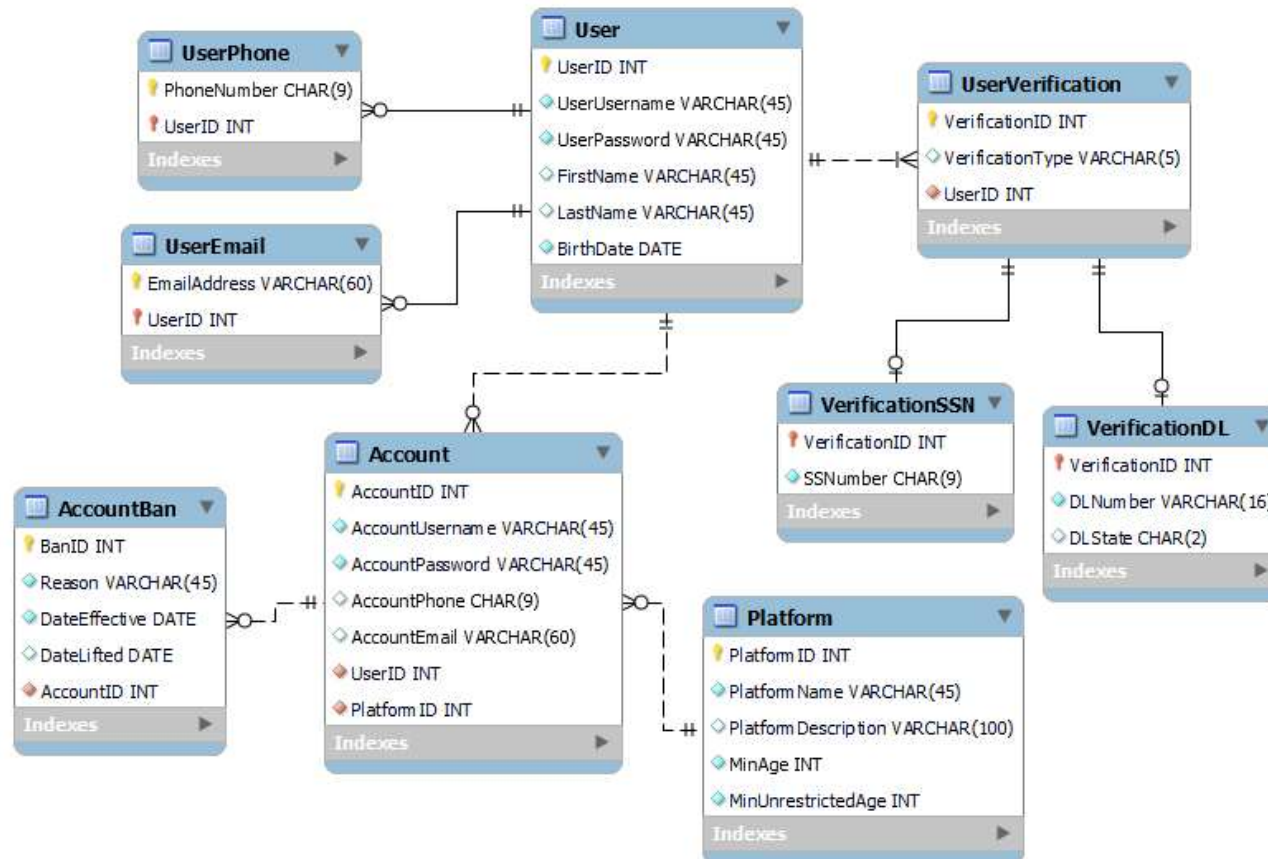 UserPhone
PhoneNumber CHAR(9)
UserID INT
Indexes
User
UserID INT
UserUsername VARCHAR(45)
UserPassword VARCHAR(45)
FirstName VARCHAR(45)
LastName VARCHAR(45)
BirthDate DATE
Indexes
UserVerification
VerificationID INT
VerificationType VARCHAR(5)
UserID INT
Indexes
UserEmail
EmailAddress VARCHAR(60)
UserID INT
Indexes
VerificationSSN
VerificationID INT
SSNumber CHAR(9)
Indexes
VerificationDL
VerificationID INT
DLNumber VARCHAR(16)
DLState CHAR(2)
Indexes
Account
AccountID INT
AccountUsername VARCHAR(45)
AccountPassword VARCHAR(45)
AccountPhone CHAR(9)
AccountEmail VARCHAR(60)
UserID INT
PlatformID INT
Indexes
AccountBan
BanID INT
Reason VARCHAR(45)
DateEffective DATE
DateLifted DATE
AccountID INT
Indexes
Platform
PlatformID INT
PlatformName VARCHAR(45)
PlatformDescription VARCHAR(100)
MinAge INT
MinUnrestrictedAge INT
Indexes